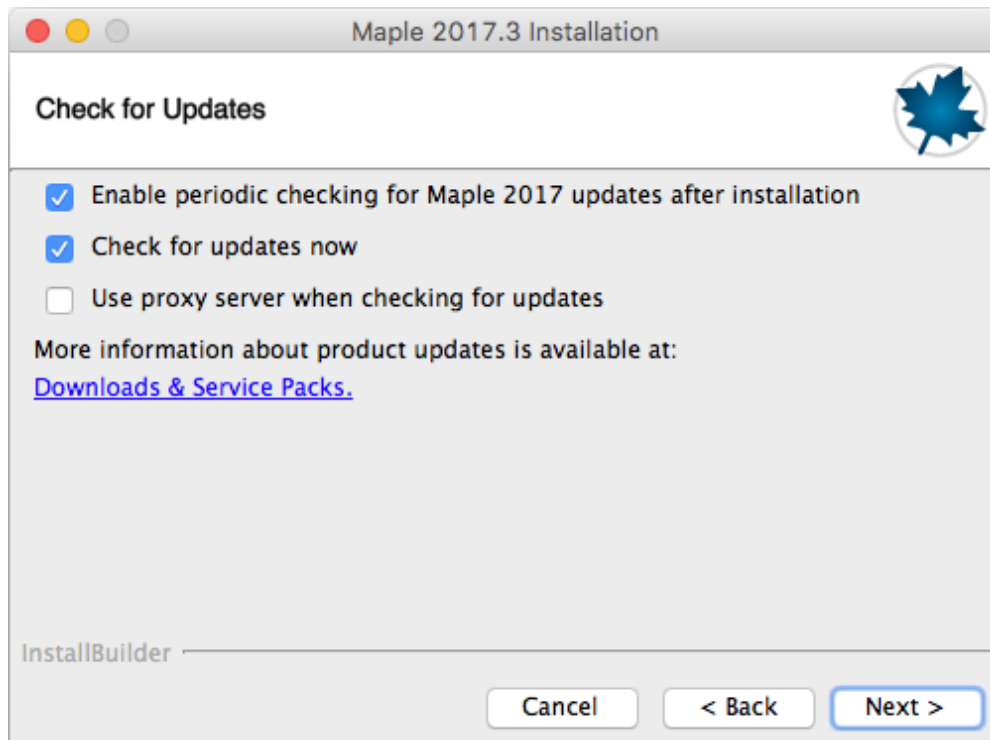 Maple 2017.3 Installation
Check for Updates
Enable periodic checking for Maple 2017 updates after installation
Check for updates now
Use proxy server when checking for updates
More information about product updates is available at:
Downloads & Service Packs.
InstallBuilder
Cancel
< Back
Next >